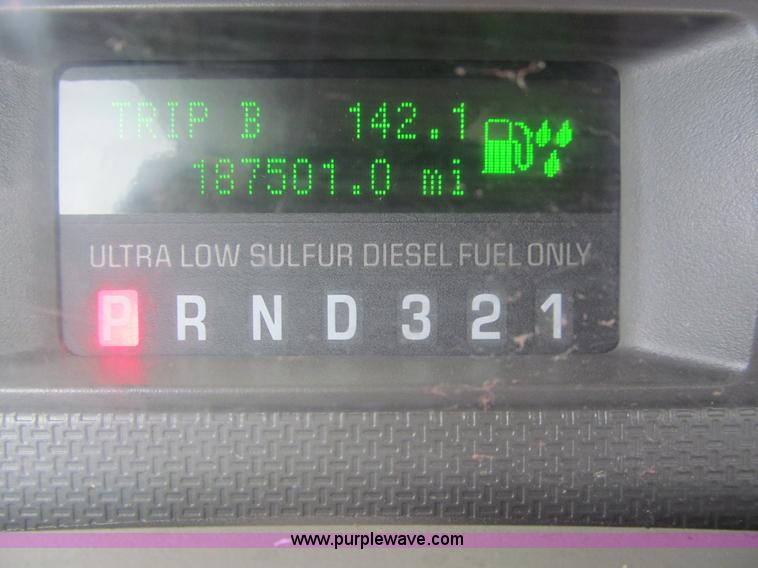 TRIP B 142.1
187501.0 mi
ULTRA LOW SULFUR DIESEL FUEL ONLY
P R N D 3 2 1
www.purplewave.com